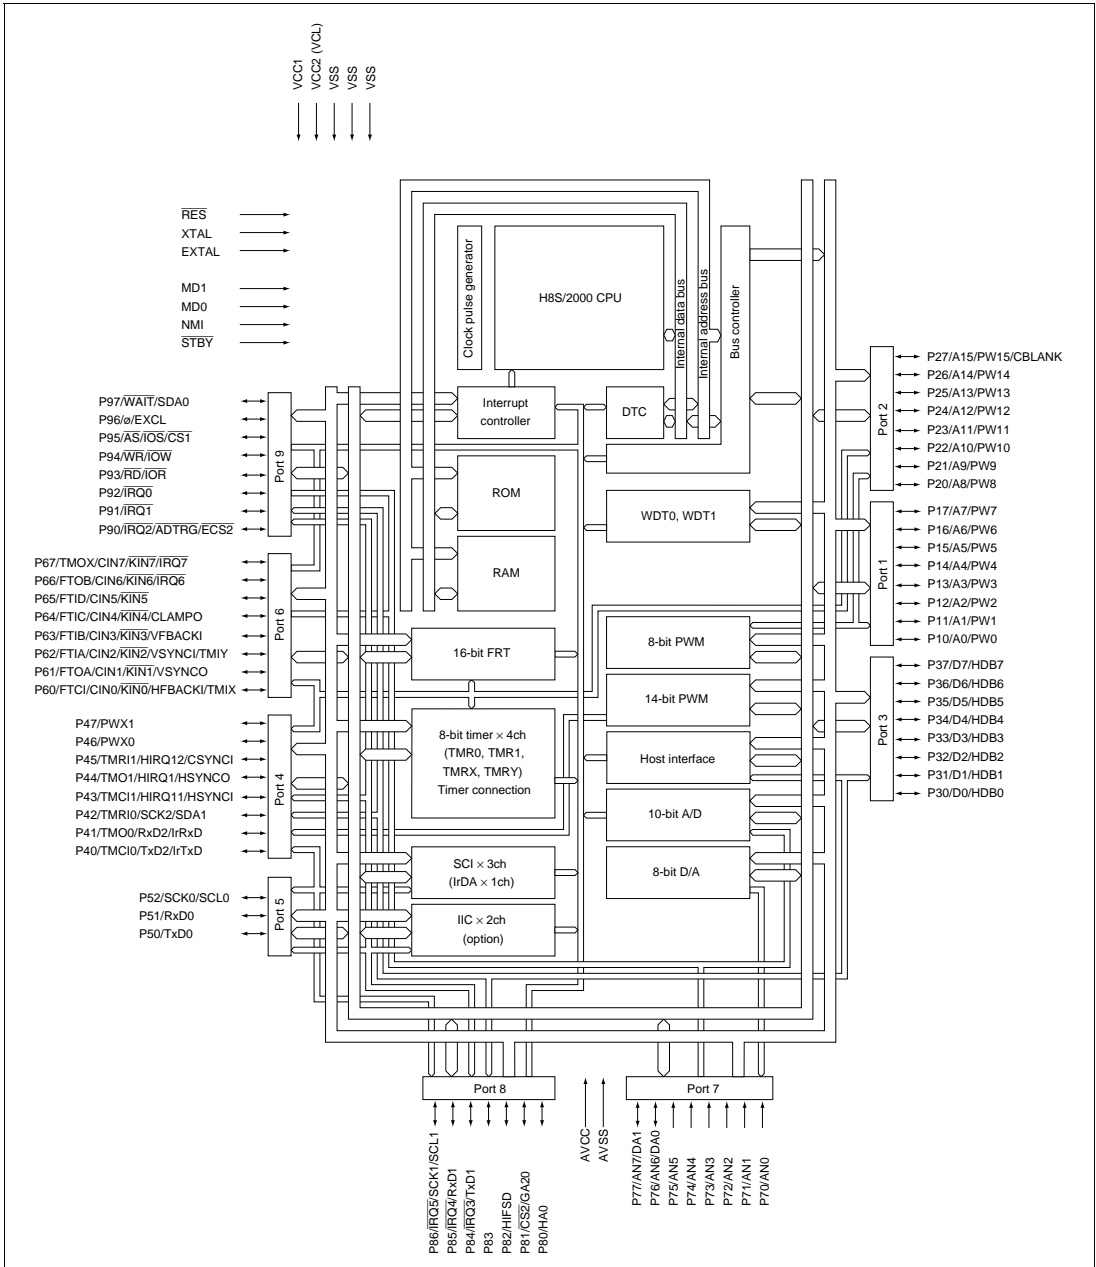 VCC1
VCC2 (VCL)
VSS
VSS
VSS
RES
XTAL
EXTAL
MD1
MD0
NMI
STBY
Clock pulse generator
H8S/2000 CPU
Internal data bus
Internal address bus
Bus controller
Interrupt
controller
DTC
ROM
RAM
WDT0, WDT1
16-bit FRT
8-bit PWM
14-bit PWM
8-bit timer × 4ch
(TMR0, TMR1,
TMRX, TMRY)
Timer connection
Host interface
10-bit A/D
8-bit D/A
SCI × 3ch
(IrDA × 1ch)
IIC × 2ch
(option)
P97/WAIT/SDA0
P96/ø/EXCL
P95/AS/IOS/CS1
P94/WR/IOW
P93/RD/IOR
P92/IRQ0
P91/IRQ1
P90/IRQ2/ADTRG/ECS2
Port 9
P67/TMOX/CIN7/KIN7/IRQ7
P66/FTOB/CIN6/KIN6/IRQ6
P65/FTID/CIN5/KIN5
P64/FTIC/CIN4/KIN4/CLAMPO
P63/FTIB/CIN3/KIN3/VFBACKI
P62/FTIA/CIN2/KIN2/VSYNCI/TMIY
P61/FTOA/CIN1/KIN1/VSYNCO
P60/FTCI/CIN0/KIN0/HFBACKI/TMIX
Port 6
P47/PWX1
P46/PWX0
P45/TMRI1/HIRQ12/CSYNCI
P44/TMO1/HIRQ1/HSYNCO
P43/TMCI1/HIRQ11/HSYNCI
P42/TMRI0/SCK2/SDA1
P41/TMO0/RxD2/IrRxD
P40/TMCI0/TxD2/IrTxD
Port 4
P52/SCK0/SCL0
P51/RxD0
P50/TxD0
Port 5
Port 2
P27/A15/PW15/CBLANK
P26/A14/PW14
P25/A13/PW13
P24/A12/PW12
P23/A11/PW11
P22/A10/PW10
P21/A9/PW9
P20/A8/PW8
Port 1
P17/A7/PW7
P16/A6/PW6
P15/A5/PW5
P14/A4/PW4
P13/A3/PW3
P12/A2/PW2
P11/A1/PW1
P10/A0/PW0
Port 3
P37/D7/HDB7
P36/D6/HDB6
P35/D5/HDB5
P34/D4/HDB4
P33/D3/HDB3
P32/D2/HDB2
P31/D1/HDB1
P30/D0/HDB0
Port 8
P86/IRQ5/SCK1/SCL1
P85/IRQ4/RxD1
P84/IRQ3/TxD1
P83
P82/HIFSD
P81/CS2/GA20
P80/HA0
AVCC
AVSS
Port 7
P77/AN7/DA1
P76/AN6/DA0
P75/AN5
P74/AN4
P73/AN3
P72/AN2
P71/AN1
P70/AN0